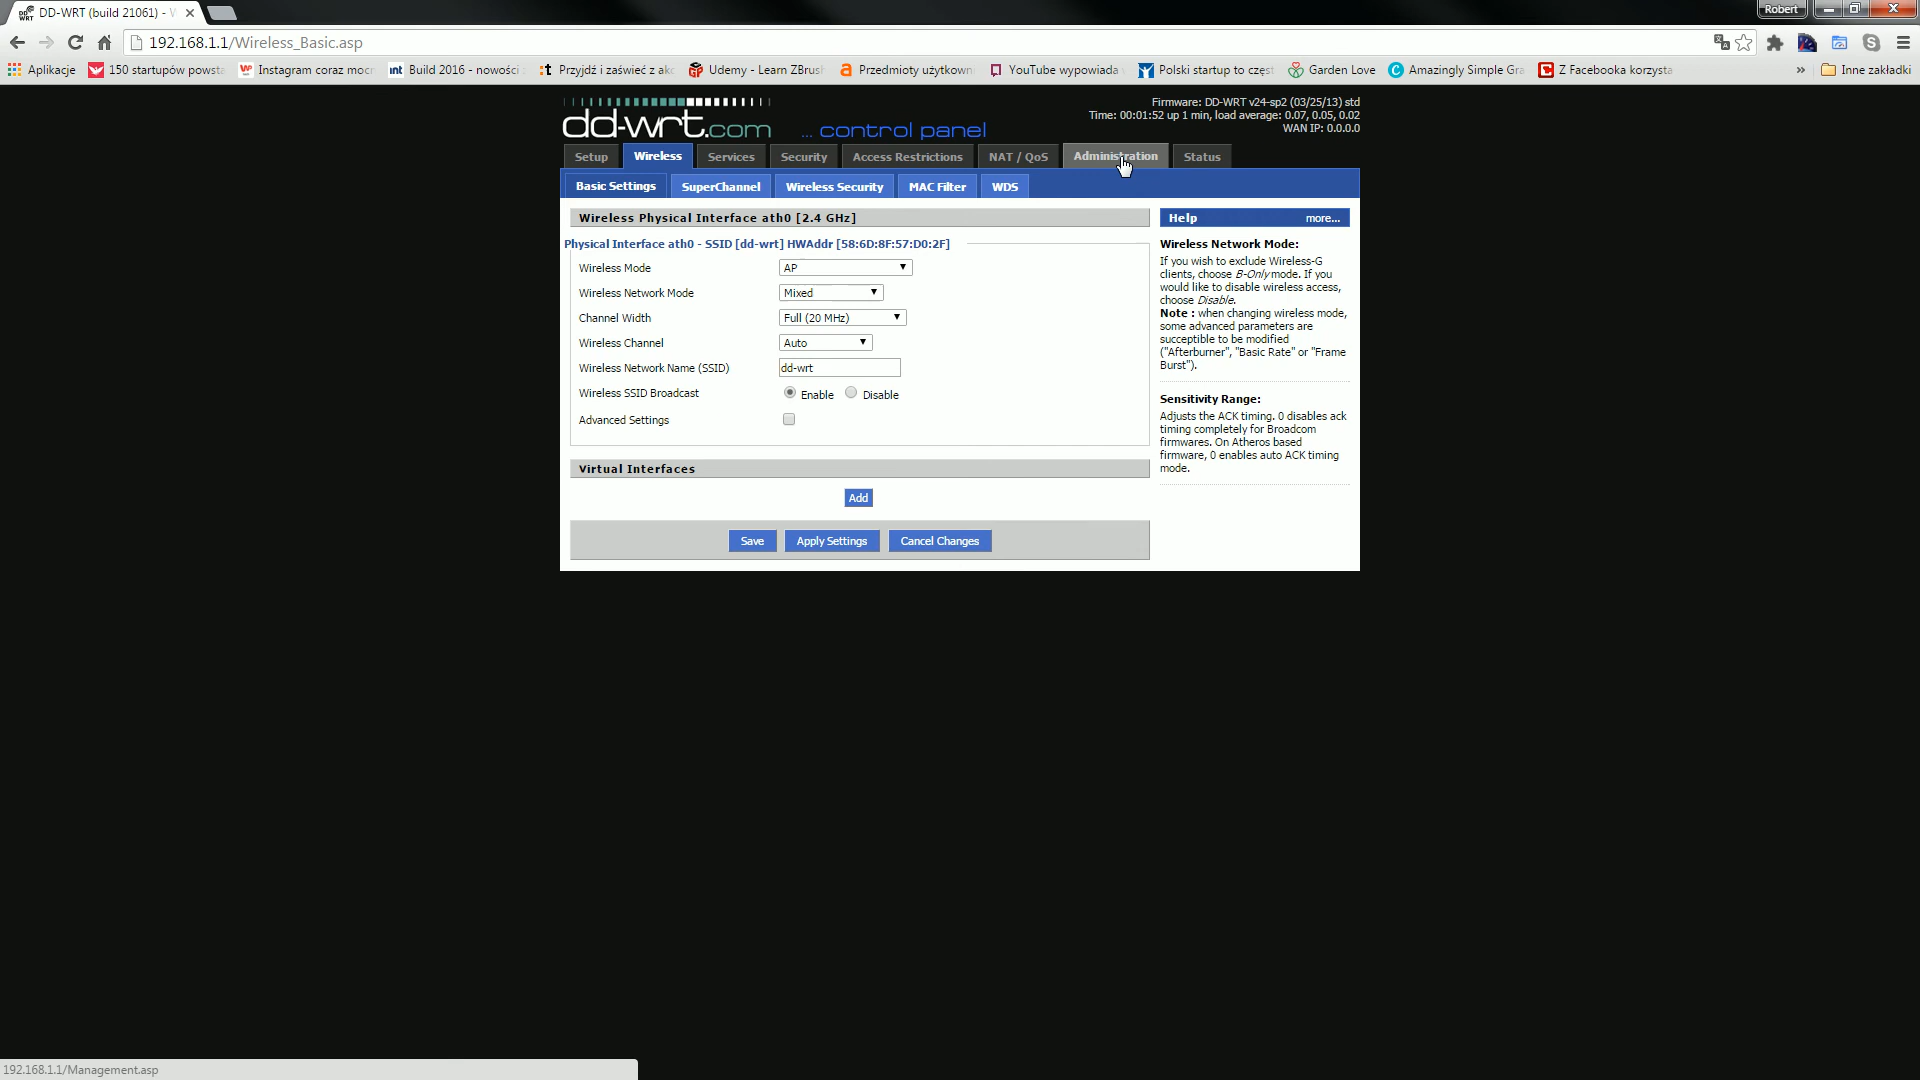 DD-WRT (build 21061) - W
Robert
192.168.1.1/Wireless_Basic.asp
Aplikacje
150 startupów powsta
Instagram coraz mocn
Build 2016 - nowości
Przyjdź i zaświeć z ak
Udemy - Learn ZBrush
Przedmioty użytkown
YouTube wypowiada
Polski startup to częst
Garden Love
Amazingly Simple Gra
Z Facebooka korzysta
»
Inne zakładki
dd-wrt.com
... control panel
Firmware: DD-WRT v24-sp2 (03/25/13) std
Time: 00:01:52 up 1 min, load average: 0.07, 0.05, 0.02
WAN IP: 0.0.0.0
Setup Wireless Services Security Access Restrictions NAT / QoS Administration Status
Basic Settings SuperChannel Wireless Security MAC Filter WDS
Wireless Physical Interface ath0 [2.4 GHz]
Physical Interface ath0 - SSID [dd-wrt] HWAddr [58:6D:8F:57:D0:2F]
Wireless Mode AP
Wireless Network Mode Mixed
Channel Width Full (20 MHz)
Wireless Channel Auto
Wireless Network Name (SSID) dd-wrt
Wireless SSID Broadcast Enable Disable
Advanced Settings
Virtual Interfaces
Add
Save Apply Settings Cancel Changes
Help more...
Wireless Network Mode:
If you wish to exclude Wireless-G
clients, choose B-Only mode. If you
would like to disable wireless access,
choose Disable.
Note : when changing wireless mode,
some advanced parameters are
succeptible to be modified
("Afterburner", "Basic Rate" or "Frame
Burst").
Sensitivity Range:
Adjusts the ACK timing. 0 disables ack
timing completely for Broadcom
firmwares. On Atheros based
firmware, 0 enables auto ACK timing
mode.
192.168.1.1/Management.asp